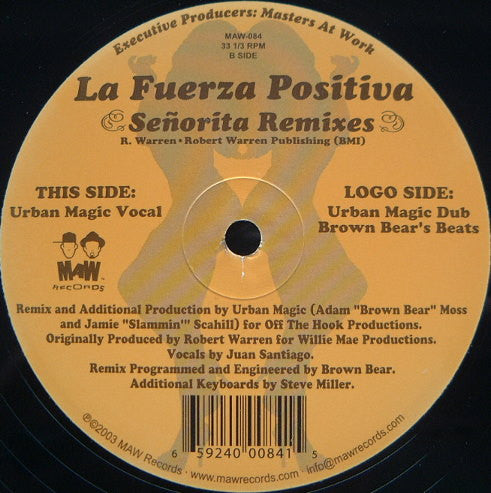 Executive Producers: Masters At Work
MAW-084
33 1/3 RPM
B SIDE
La Fuerza Positiva
Señorita Remixes
R. Warren • Robert Warren Publishing (BMI)
THIS SIDE:
Urban Magic Vocal
LOGO SIDE:
Urban Magic Dub
Brown Bear's Beats
MAW
RECORDS
Remix and Additional Production by Urban Magic (Adam "Brown Bear" Moss
and Jamie "Slammin'" Scahill) for Off The Hook Productions.
Originally Produced by Robert Warren for Willie Mae Productions.
Vocals by Juan Santiago.
Remix Programmed and Engineered by Brown Bear.
Additional Keyboards by Steve Miller.
6 59240 00841 5
℗©2003 MAW Records · www.mawrecords.com info@mawrecords.com